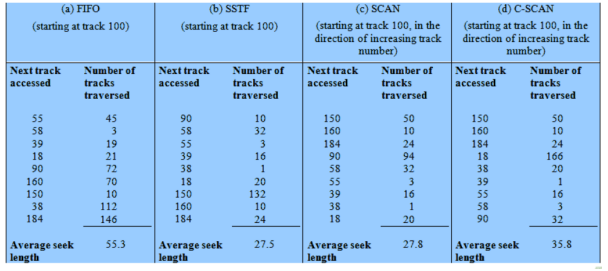 (a) FIFO (b) SSTF (c) SCAN (d) C-SCAN
(starting at track 100) (starting at track 100) (starting at track 100, in the (starting at track 100, in the
direction of increasing track direction of increasing track
number) number)
Next track Number of Next track Number of Next track Number of Next track Number of
accessed tracks accessed tracks accessed tracks accessed tracks
traversed traversed traversed traversed
55 45 90 10 150 50 150 50
58 3 58 32 160 10 160 10
39 19 55 3 184 24 184 24
18 21 39 16 90 94 18 166
90 72 38 1 58 32 38 20
160 70 18 20 55 3 39 1
150 10 150 132 39 16 55 16
38 112 160 10 38 1 58 3
184 146 184 24 18 20 90 32
Average seek 55.3 Average seek 27.5 Average seek 27.8 Average seek 35.8
length length length length